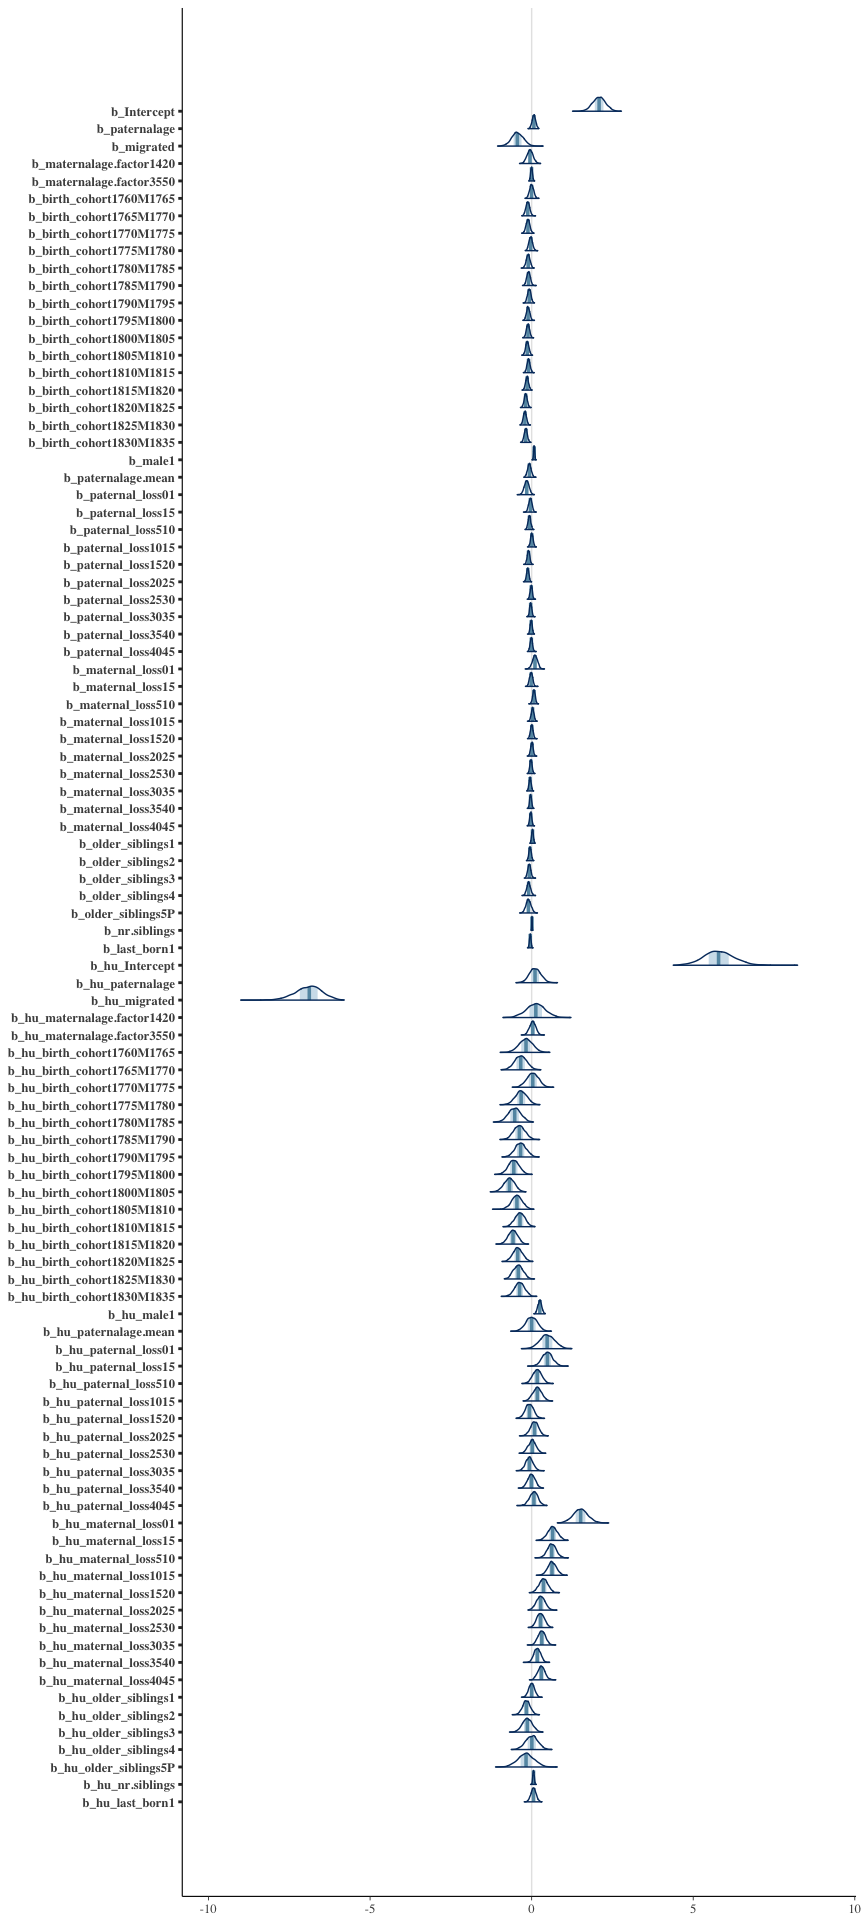 b_Intercept
b_paternalage
b_migrated
b_maternalage.factor1420
b_maternalage.factor3550
b_birth_cohort1760M1765
b_birth_cohort1765M1770
b_birth_cohort1770M1775
b_birth_cohort1775M1780
b_birth_cohort1780M1785
b_birth_cohort1785M1790
b_birth_cohort1790M1795
b_birth_cohort1795M1800
b_birth_cohort1800M1805
b_birth_cohort1805M1810
b_birth_cohort1810M1815
b_birth_cohort1815M1820
b_birth_cohort1820M1825
b_birth_cohort1825M1830
b_birth_cohort1830M1835
b_male1
b_paternalage.mean
b_paternal_loss01
b_paternal_loss15
b_paternal_loss510
b_paternal_loss1015
b_paternal_loss1520
b_paternal_loss2025
b_paternal_loss2530
b_paternal_loss3035
b_paternal_loss3540
b_paternal_loss4045
b_maternal_loss01
b_maternal_loss15
b_maternal_loss510
b_maternal_loss1015
b_maternal_loss1520
b_maternal_loss2025
b_maternal_loss2530
b_maternal_loss3035
b_maternal_loss3540
b_maternal_loss4045
b_older_siblings1
b_older_siblings2
b_older_siblings3
b_older_siblings4
b_older_siblings5P
b_nr.siblings
b_last_born1
b_hu_Intercept
b_hu_paternalage
b_hu_migrated
b_hu_maternalage.factor1420
b_hu_maternalage.factor3550
b_hu_birth_cohort1760M1765
b_hu_birth_cohort1765M1770
b_hu_birth_cohort1770M1775
b_hu_birth_cohort1775M1780
b_hu_birth_cohort1780M1785
b_hu_birth_cohort1785M1790
b_hu_birth_cohort1790M1795
b_hu_birth_cohort1795M1800
b_hu_birth_cohort1800M1805
b_hu_birth_cohort1805M1810
b_hu_birth_cohort1810M1815
b_hu_birth_cohort1815M1820
b_hu_birth_cohort1820M1825
b_hu_birth_cohort1825M1830
b_hu_birth_cohort1830M1835
b_hu_male1
b_hu_paternalage.mean
b_hu_paternal_loss01
b_hu_paternal_loss15
b_hu_paternal_loss510
b_hu_paternal_loss1015
b_hu_paternal_loss1520
b_hu_paternal_loss2025
b_hu_paternal_loss2530
b_hu_paternal_loss3035
b_hu_paternal_loss3540
b_hu_paternal_loss4045
b_hu_maternal_loss01
b_hu_maternal_loss15
b_hu_maternal_loss510
b_hu_maternal_loss1015
b_hu_maternal_loss1520
b_hu_maternal_loss2025
b_hu_maternal_loss2530
b_hu_maternal_loss3035
b_hu_maternal_loss3540
b_hu_maternal_loss4045
b_hu_older_siblings1
b_hu_older_siblings2
b_hu_older_siblings3
b_hu_older_siblings4
b_hu_older_siblings5P
b_hu_nr.siblings
b_hu_last_born1
-10 -5 0 5 10